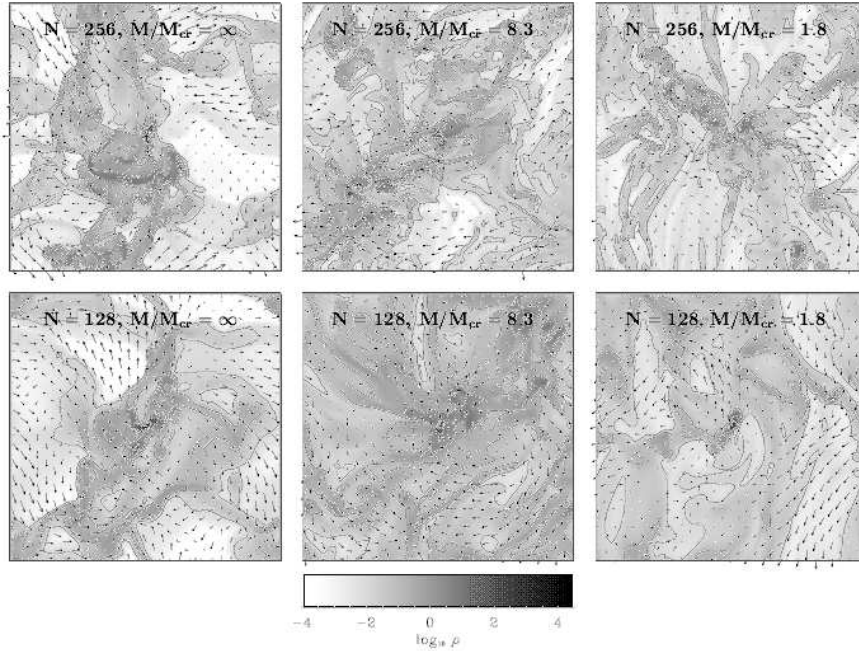 N = 256, M/M_cr = ∞
N = 256, M/M_cr = 8.3
N = 256, M/M_cr = 1.8
N = 128, M/M_cr = ∞
N = 128, M/M_cr = 8.3
N = 128, M/M_cr = 1.8
−4 −2 0 2 4
log₁₀ ρ